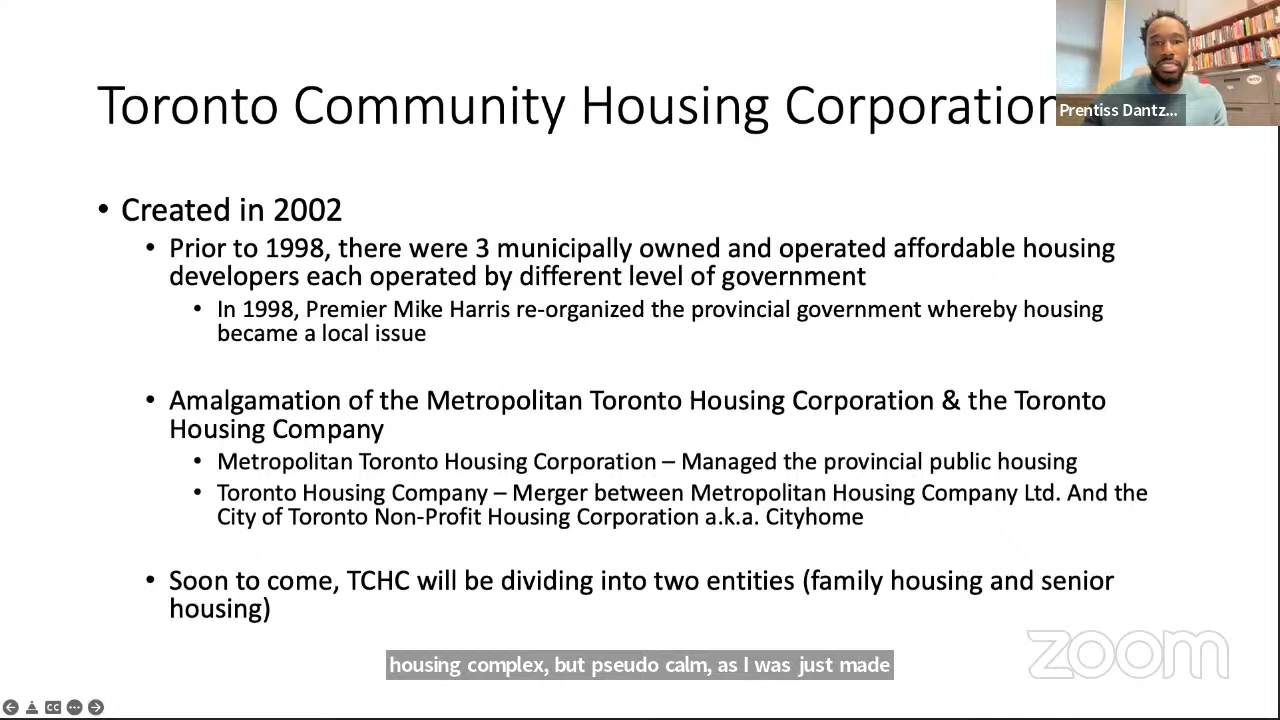 Toronto Community Housing Corporation
Prentiss Dantz...
• Created in 2002
• Prior to 1998, there were 3 municipally owned and operated affordable housing
developers each operated by different level of government
• In 1998, Premier Mike Harris re-organized the provincial government whereby housing
became a local issue
• Amalgamation of the Metropolitan Toronto Housing Corporation & the Toronto
Housing Company
• Metropolitan Toronto Housing Corporation – Managed the provincial public housing
• Toronto Housing Company – Merger between Metropolitan Housing Company Ltd. And the
City of Toronto Non-Profit Housing Corporation a.k.a. Cityhome
• Soon to come, TCHC will be dividing into two entities (family housing and senior
housing)
housing complex, but pseudo calm, as I was just made
zoom
CC